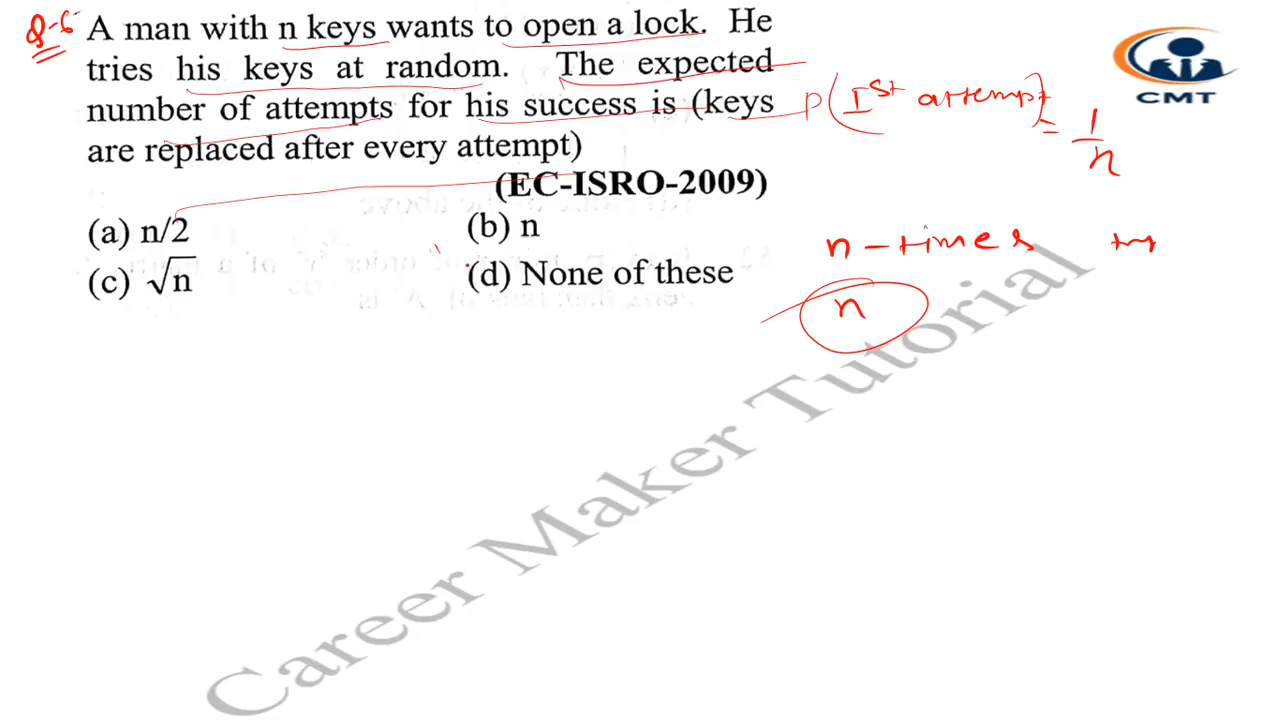 Q-6 A man with n keys wants to open a lock. He
tries his keys at random. The expected
number of attempts for his success is (keys
are replaced after every attempt)
(EC-ISRO-2009)
(a) n/2 (b) n
(c) √n (d) None of these
P(Ist attempt) = 1/n
n-times try
n
CMT
Career Maker Tutorial